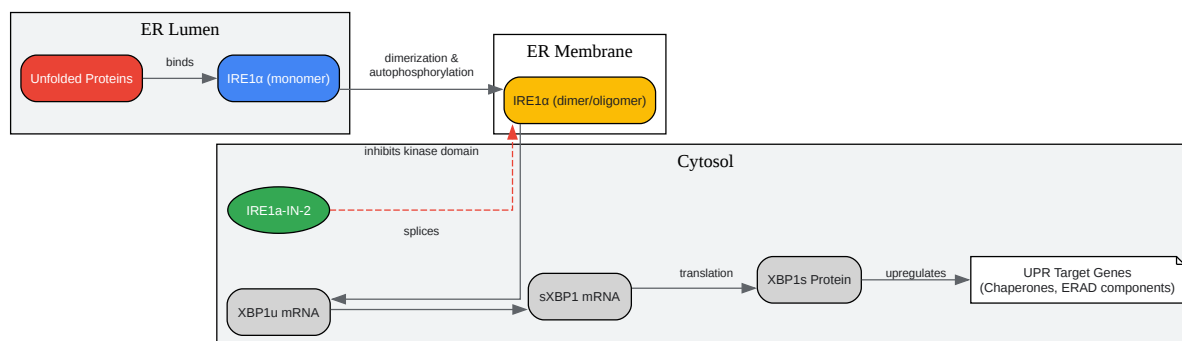 ER Lumen
Unfolded Proteins
binds
IRE1α (monomer)
dimerization &
autophosphorylation
ER Membrane
IRE1α (dimer/oligomer)
inhibits kinase domain
Cytosol
IRE1a-IN-2
splices
XBP1u mRNA
sXBP1 mRNA
translation
XBP1s Protein
upregulates
UPR Target Genes
(Chaperones, ERAD components)